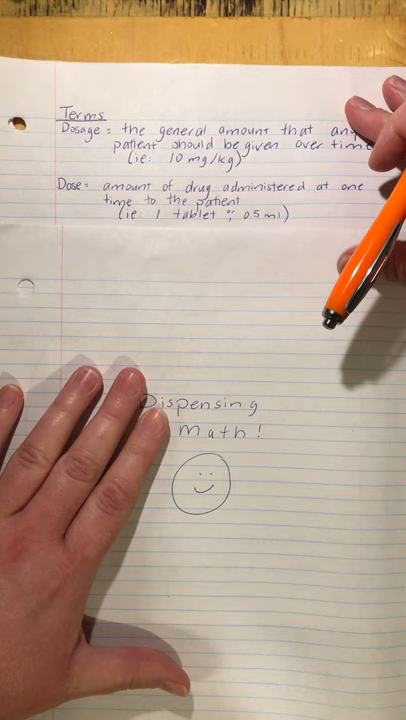 Terms
Dosage = the general amount that any
patient should be given over time
(ie: 10 mg/kg)
Dose = amount of drug administered at one
time to the patient
(ie 1 tablet 0.5 ml)
Dispensing
Math!